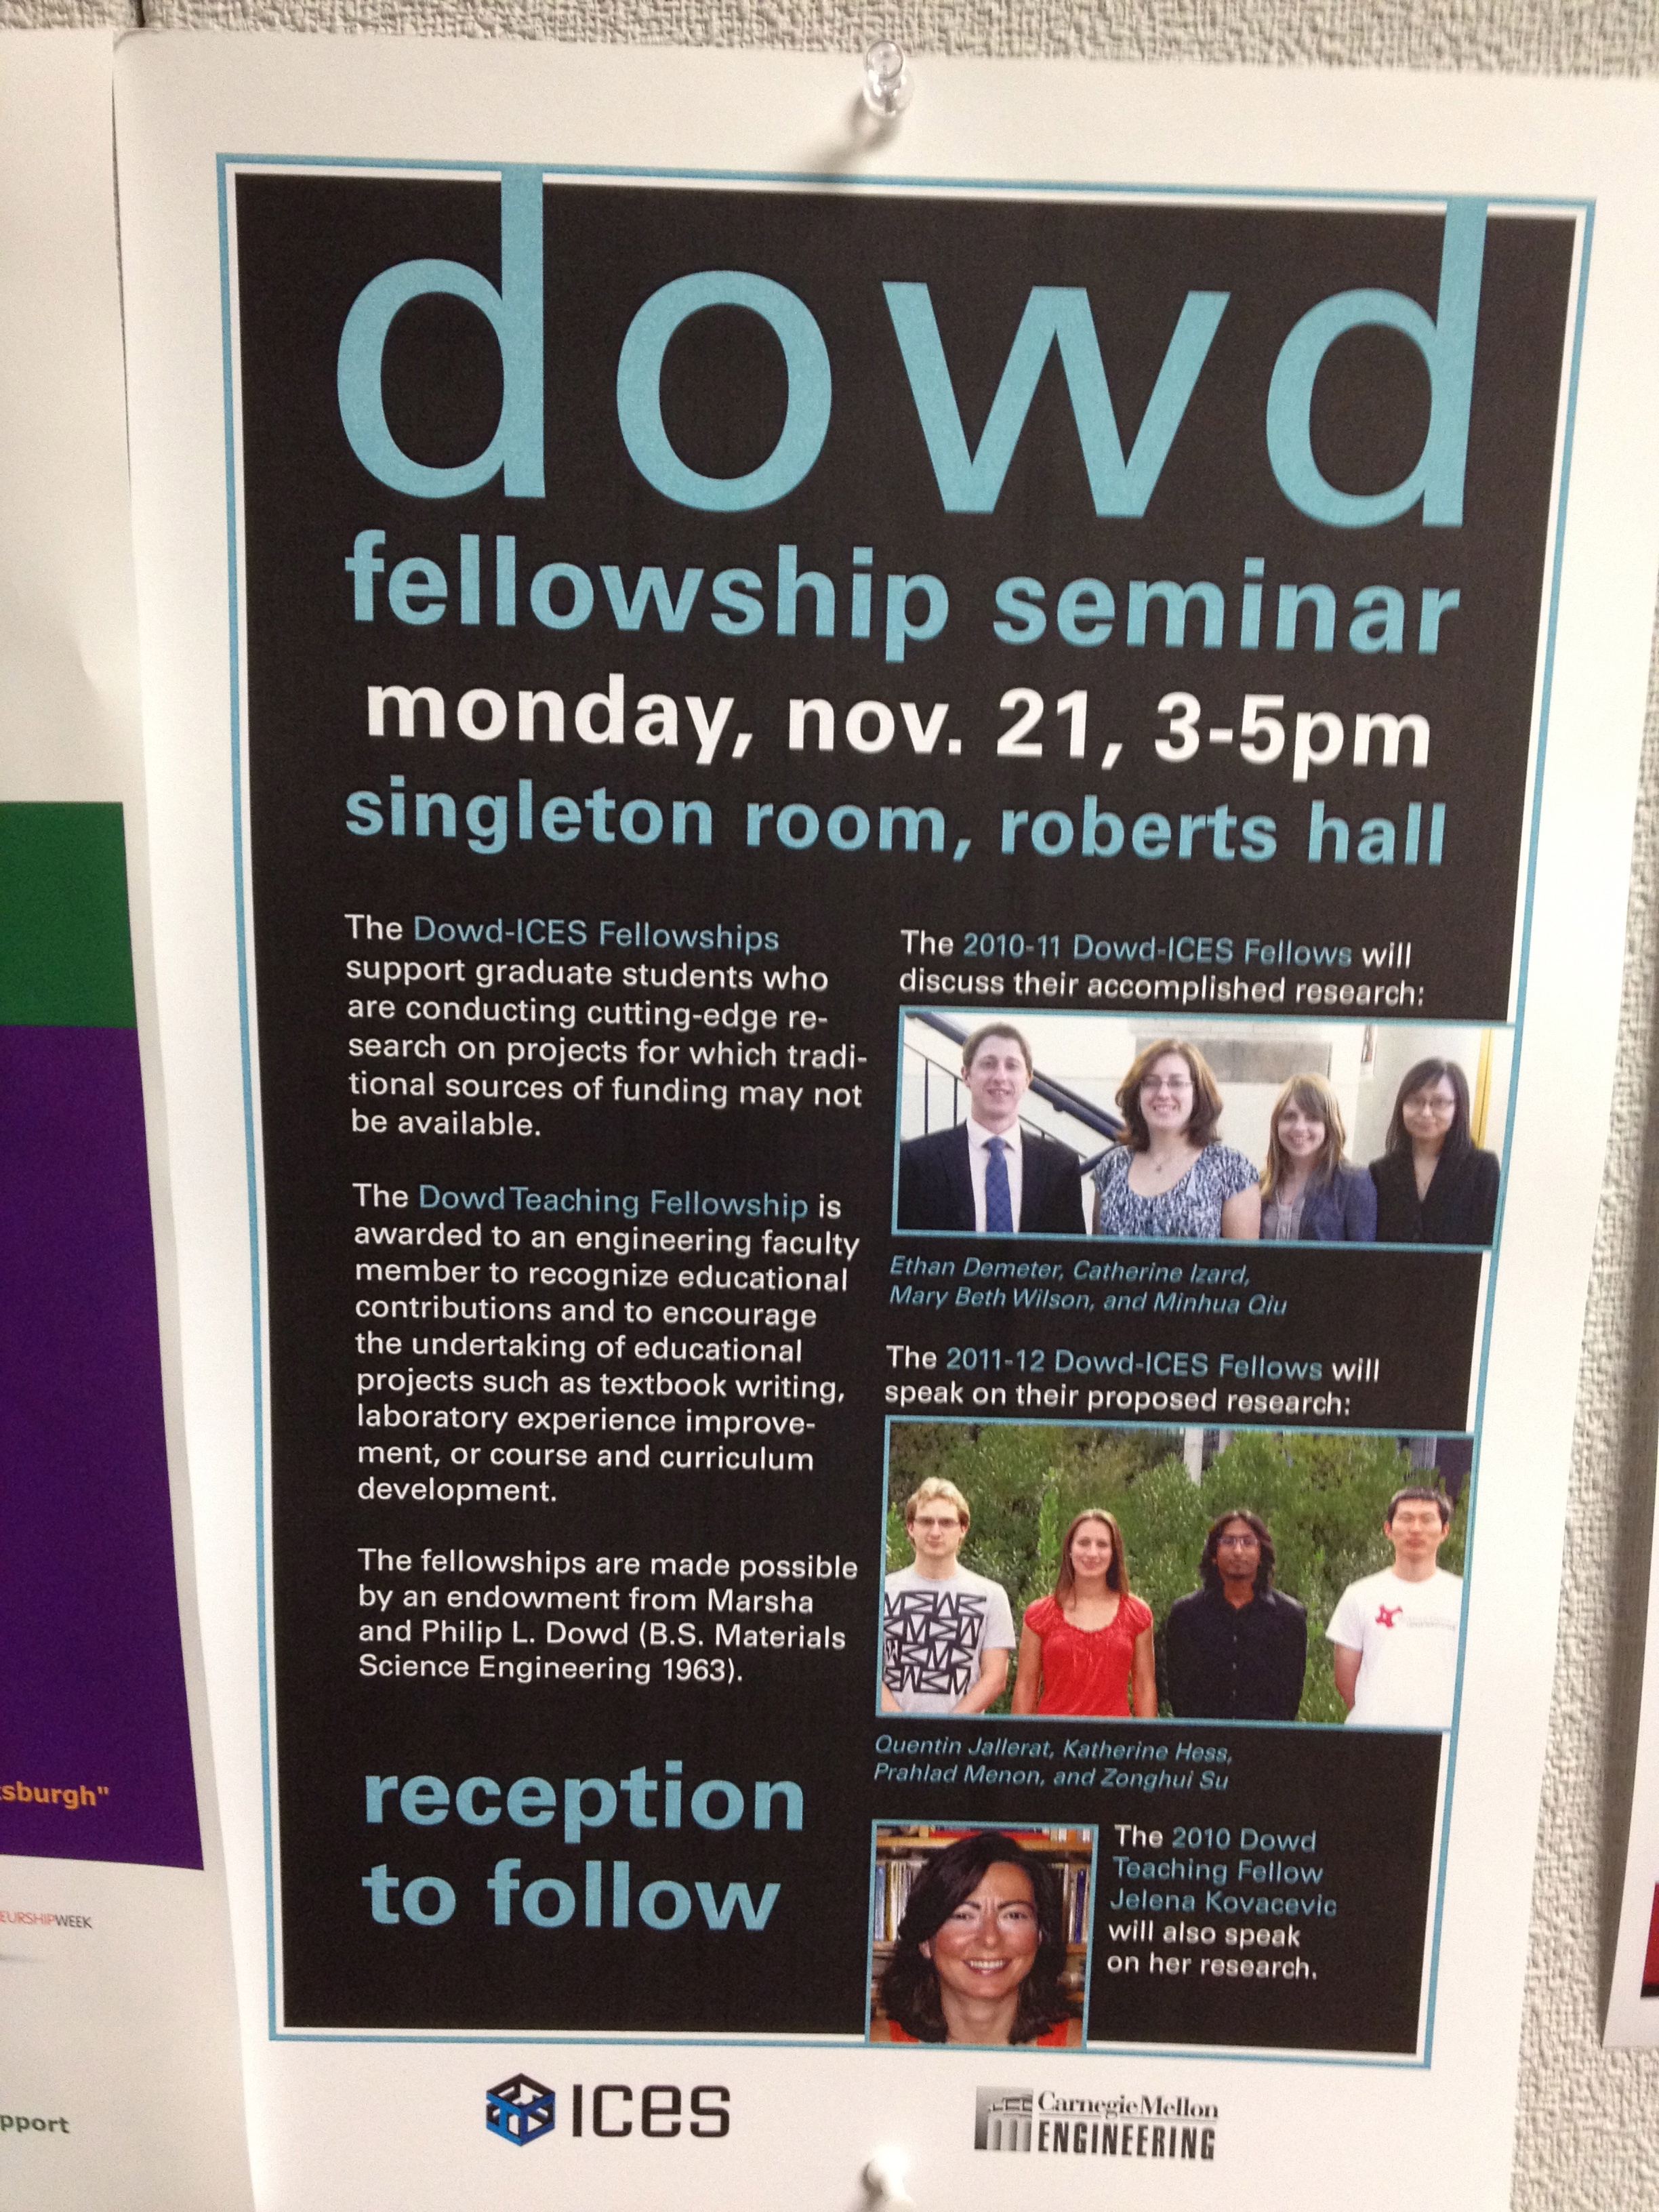 dowd
fellowship seminar
monday, nov. 21, 3-5pm
singleton room, roberts hall
The Dowd-ICES Fellowships
support graduate students who
are conducting cutting-edge re-
search on projects for which tradi-
tional sources of funding may not
be available.
The Dowd Teaching Fellowship is
awarded to an engineering faculty
member to recognize educational
contributions and to encourage
the undertaking of educational
projects such as textbook writing,
laboratory experience improve-
ment, or course and curriculum
development.
The fellowships are made possible
by an endowment from Marsha
and Philip L. Dowd (B.S. Materials
Science Engineering 1963).
reception
to follow
The 2010-11 Dowd-ICES Fellows will
discuss their accomplished research:
Ethan Demeter, Catherine Izard,
Mary Beth Wilson, and Minhua Qiu
The 2011-12 Dowd-ICES Fellows will
speak on their proposed research:
Quentin Jallerat, Katherine Hess,
Prahlad Menon, and Zonghui Su
The 2010 Dowd
Teaching Fellow
Jelena Kovacevic
will also speak
on her research.
ICES
Carnegie Mellon
ENGINEERING
sburgh"
EURSHIPWEEK
pport